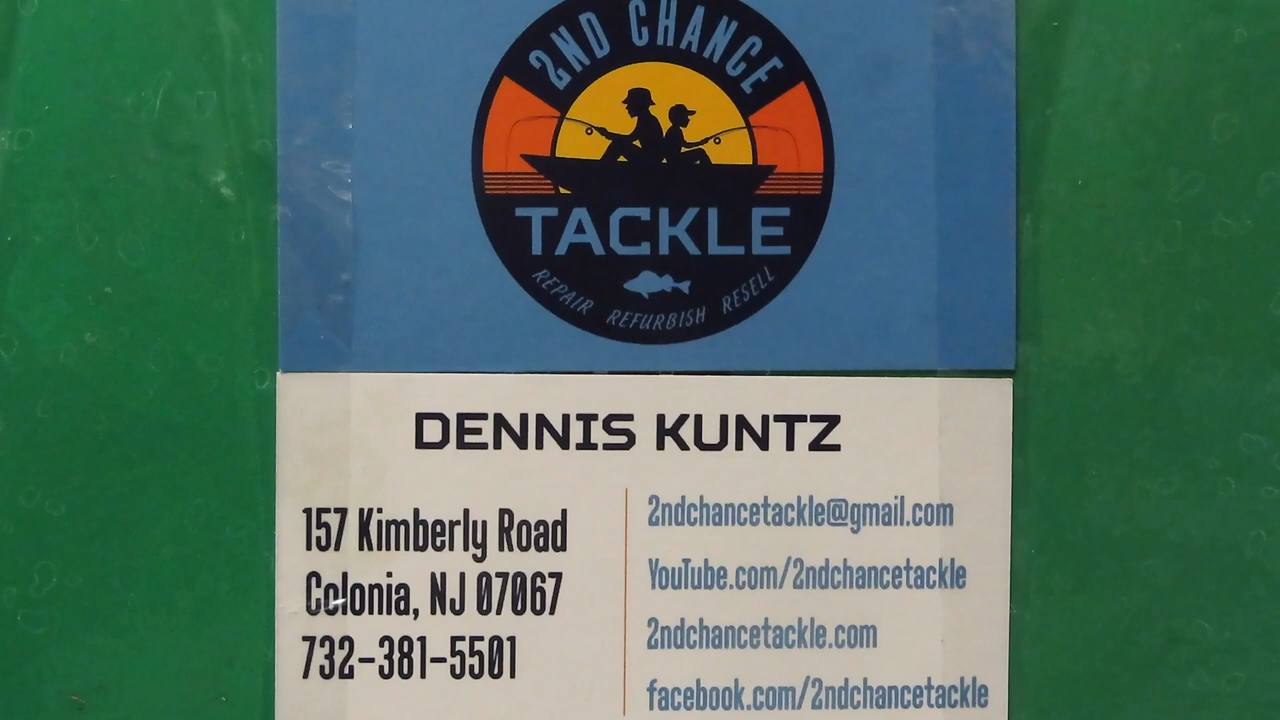 2ND CHANCE
TACKLE
REPAIR REFURBISH RESELL
DENNIS KUNTZ
157 Kimberly Road
Colonia, NJ 07067
732-381-5501
2ndchancetackle@gmail.com
YouTube.com/2ndchancetackle
2ndchancetackle.com
facebook.com/2ndchancetackle